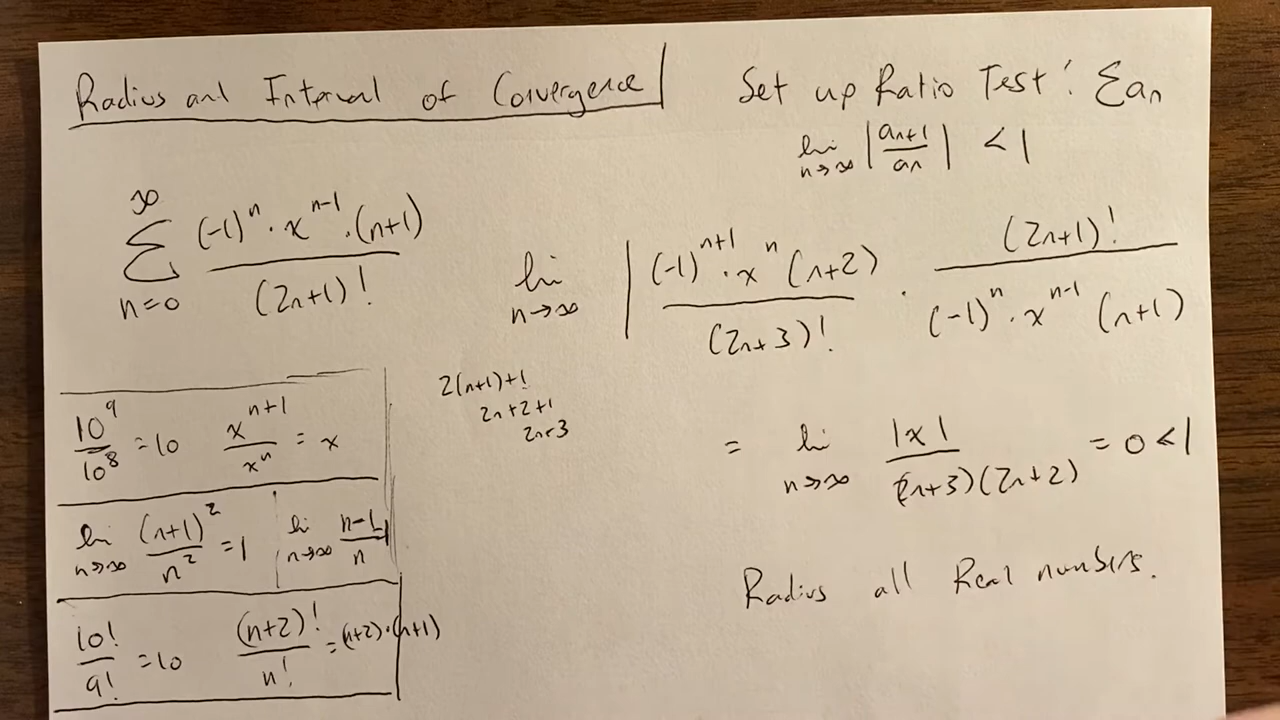 Radius and Interval of Convergence
Set up Ratio Test: Σan
lim n→∞ |an+1/an| < 1
∞ Σ n=0 (-1)^n · x^(n-1) · (n+1) / (2n+1)!
lim n→∞ | (-1)^(n+1) · x^n (n+2) / (2n+3)! · (2n+1)! / (-1)^n · x^(n-1) (n+1)
2(n+1)+1
2n+2+1
2n+3
10^9/10^8 = 10 x^(n+1)/x^n = x
= lim n→∞ |x| / (2n+3)(2n+2) = 0 < 1
lim n→∞ (n+1)^2/n^2 = 1 lim n→∞ n-1/n
Radius all Real numbers.
10!/9! = 10 (n+2)!/n! = (n+2)·(n+1)